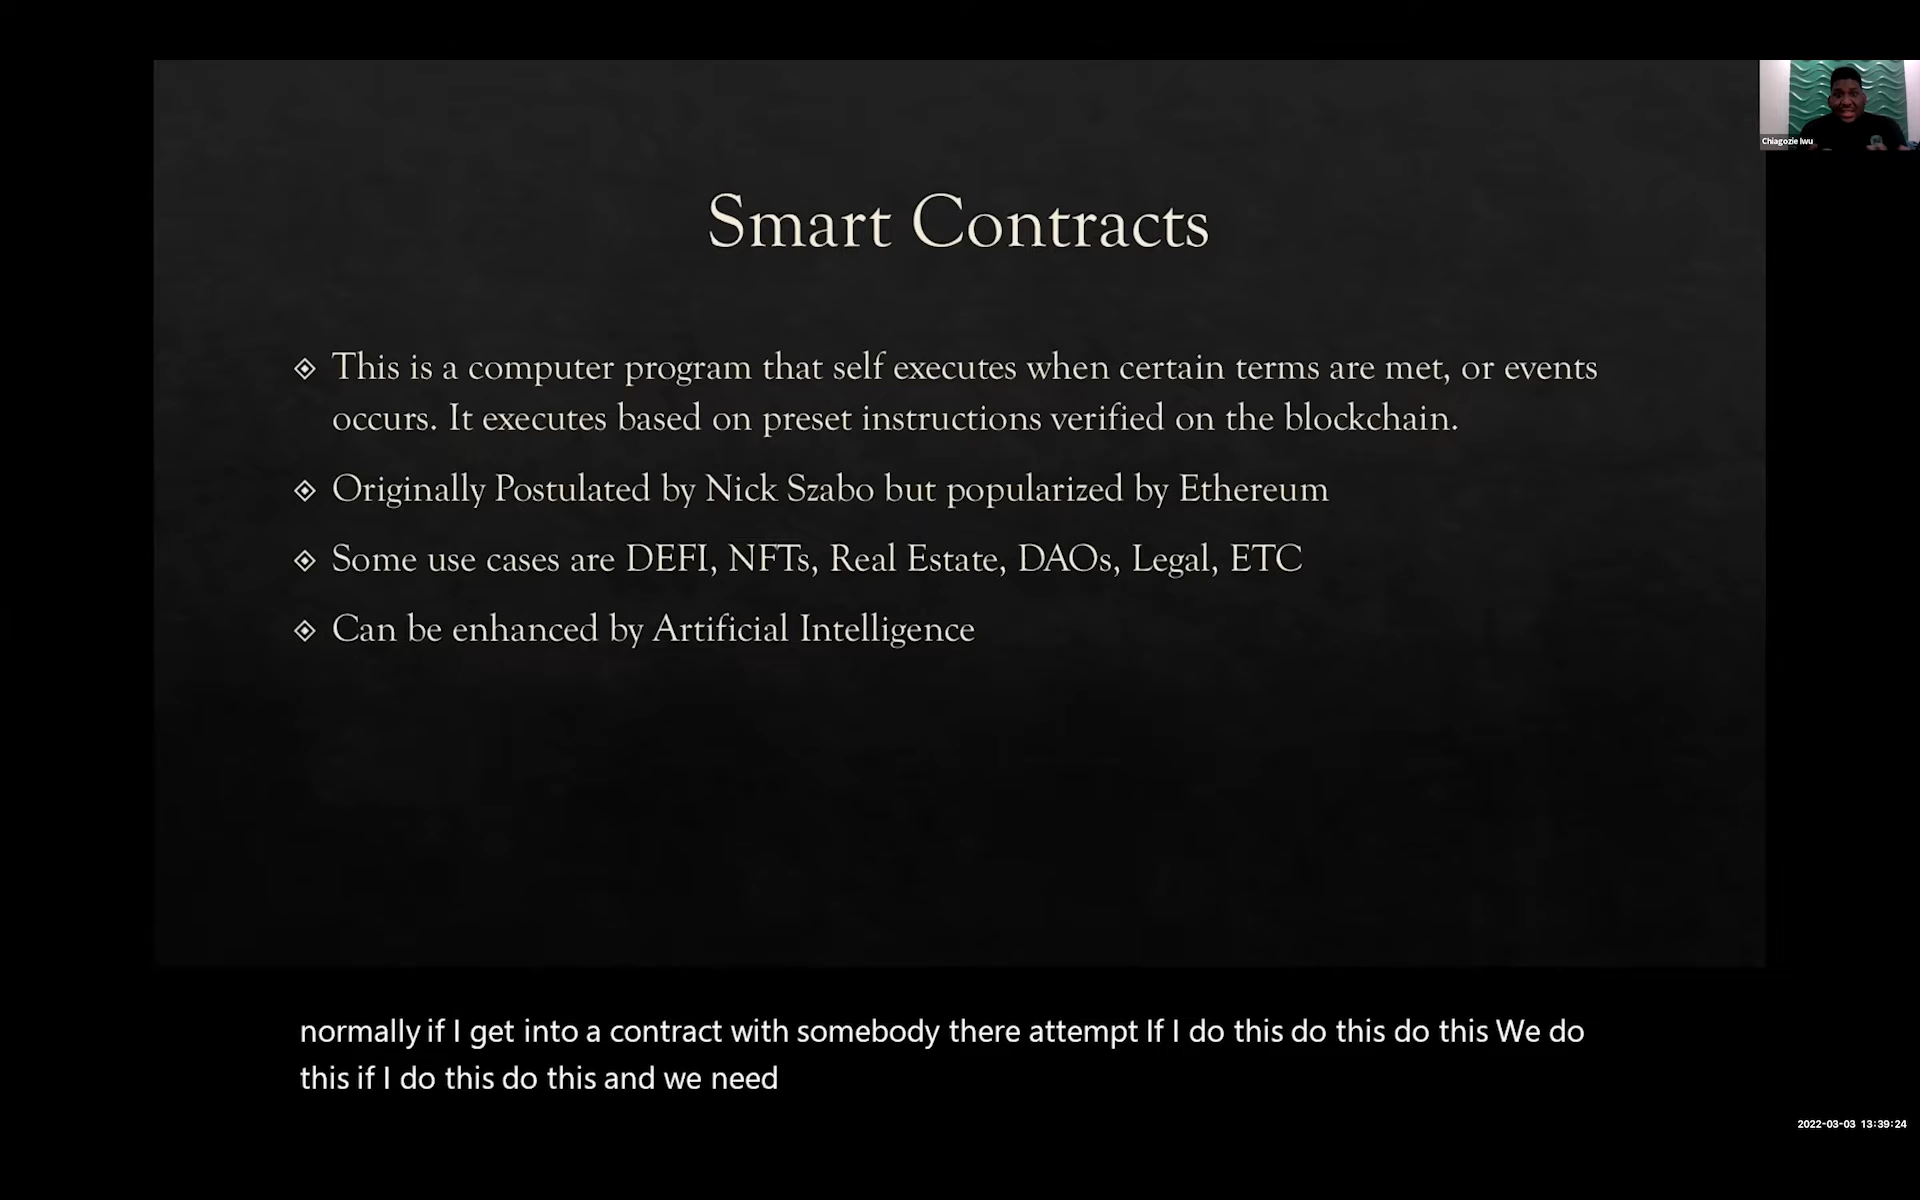 Chiagozie Iwu
Smart Contracts
This is a computer program that self executes when certain terms are met, or events
occurs. It executes based on preset instructions verified on the blockchain.
Originally Postulated by Nick Szabo but popularized by Ethereum
Some use cases are DEFI, NFTs, Real Estate, DAOs, Legal, ETC
Can be enhanced by Artificial Intelligence
normally if I get into a contract with somebody there attempt If I do this do this do this We do
this if I do this do this and we need
2022-03-03 13:39:24